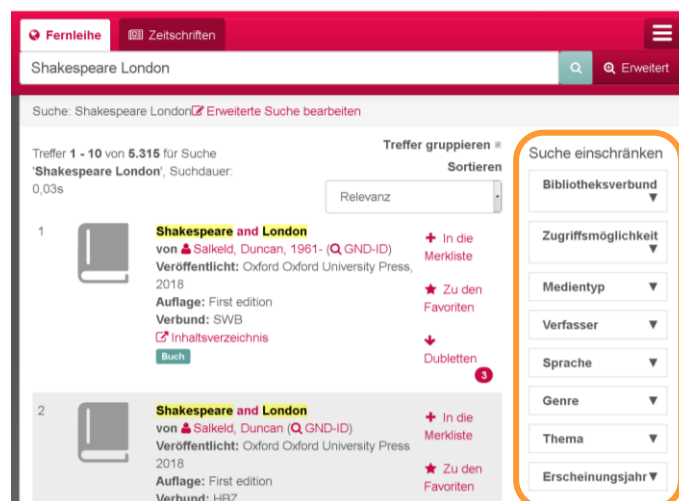 Fernleihe
Zeitschriften
Shakespeare London
Erweitert
Suche: Shakespeare London Erweiterte Suche bearbeiten
Treffer 1 - 10 von 5.315 für Suche
'Shakespeare London', Suchdauer:
0,03s
Treffer gruppieren
Sortieren
Relevanz
1
Shakespeare and London
von Salkeld, Duncan, 1961- (GND-ID)
Veröffentlicht: Oxford Oxford University Press,
2018
Auflage: First edition
Verbund: SWB
Inhaltsverzeichnis
Buch
In die
Merkliste
Zu den
Favoriten
Dubletten
3
2
Shakespeare and London
von Salkeld, Duncan (GND-ID)
Veröffentlicht: Oxford Oxford University Press
2018
Auflage: First edition
Verbund: HBZ
In die
Merkliste
Zu den
Favoriten
Suche einschränken
Bibliotheksverbund
Zugriffsmöglichkeit
Medientyp
Verfasser
Sprache
Genre
Thema
Erscheinungsjahr